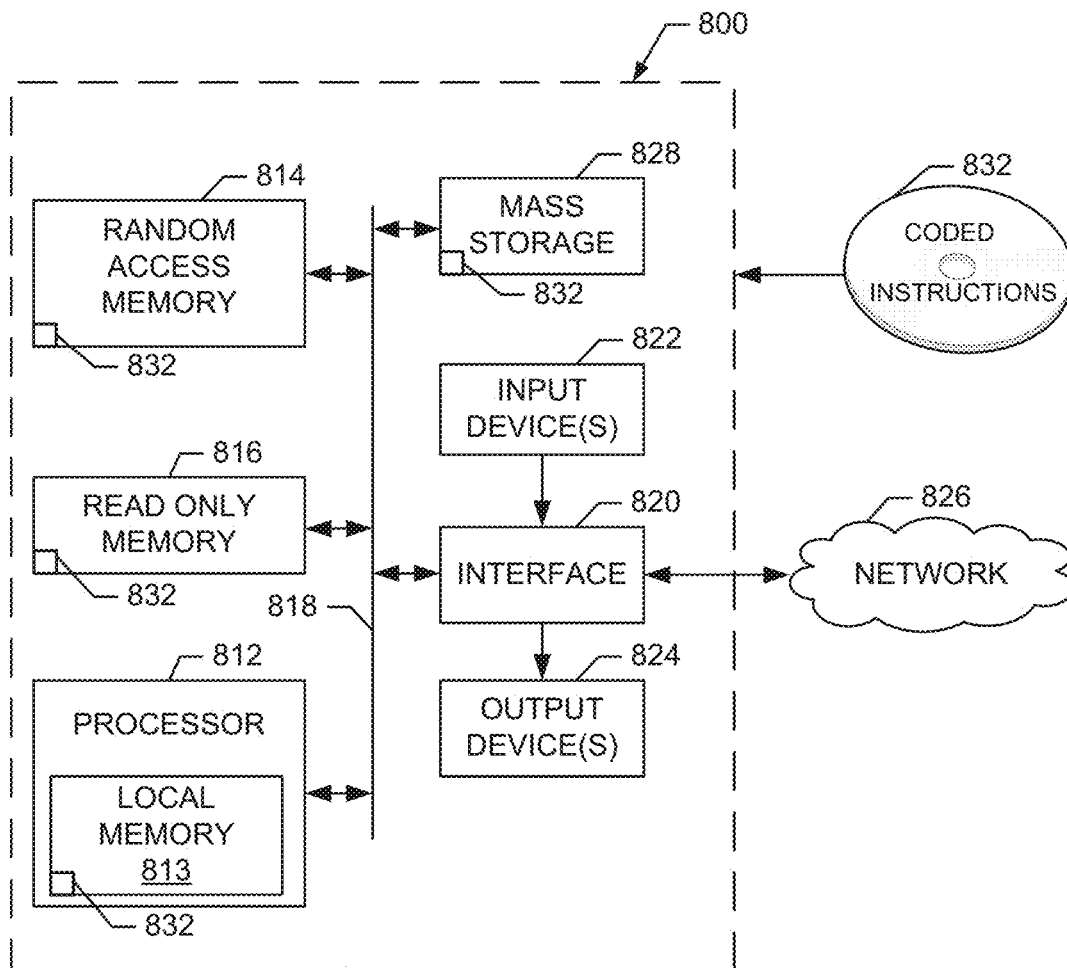 800
814
RANDOM
ACCESS
MEMORY
832
828
MASS
STORAGE
832
832
CODED
INSTRUCTIONS
822
INPUT
DEVICE(S)
816
READ ONLY
MEMORY
832
818
820
INTERFACE
826
NETWORK
812
PROCESSOR
LOCAL
MEMORY
813
832
824
OUTPUT
DEVICE(S)